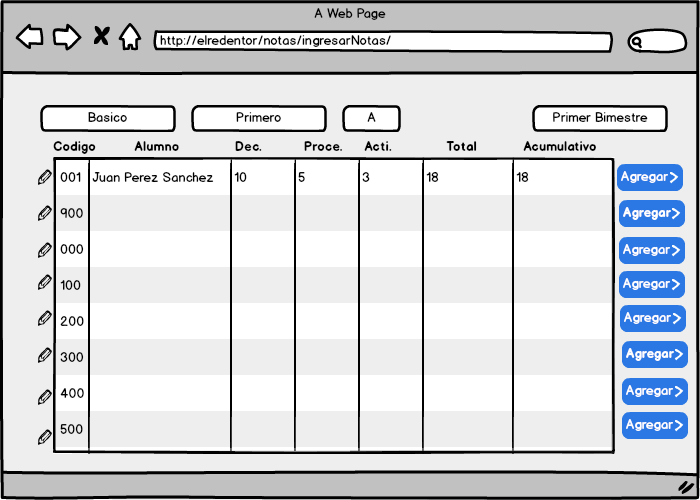 A Web Page
http://elredentor/notas/ingresarNotas/
Basico Primero A Primer Bimestre
Codigo Alumno Dec. Proce. Acti. Total Acumulativo
001 Juan Perez Sanchez 10 5 3 18 18 Agregar
900 Agregar
000 Agregar
100 Agregar
200 Agregar
300 Agregar
400 Agregar
500 Agregar